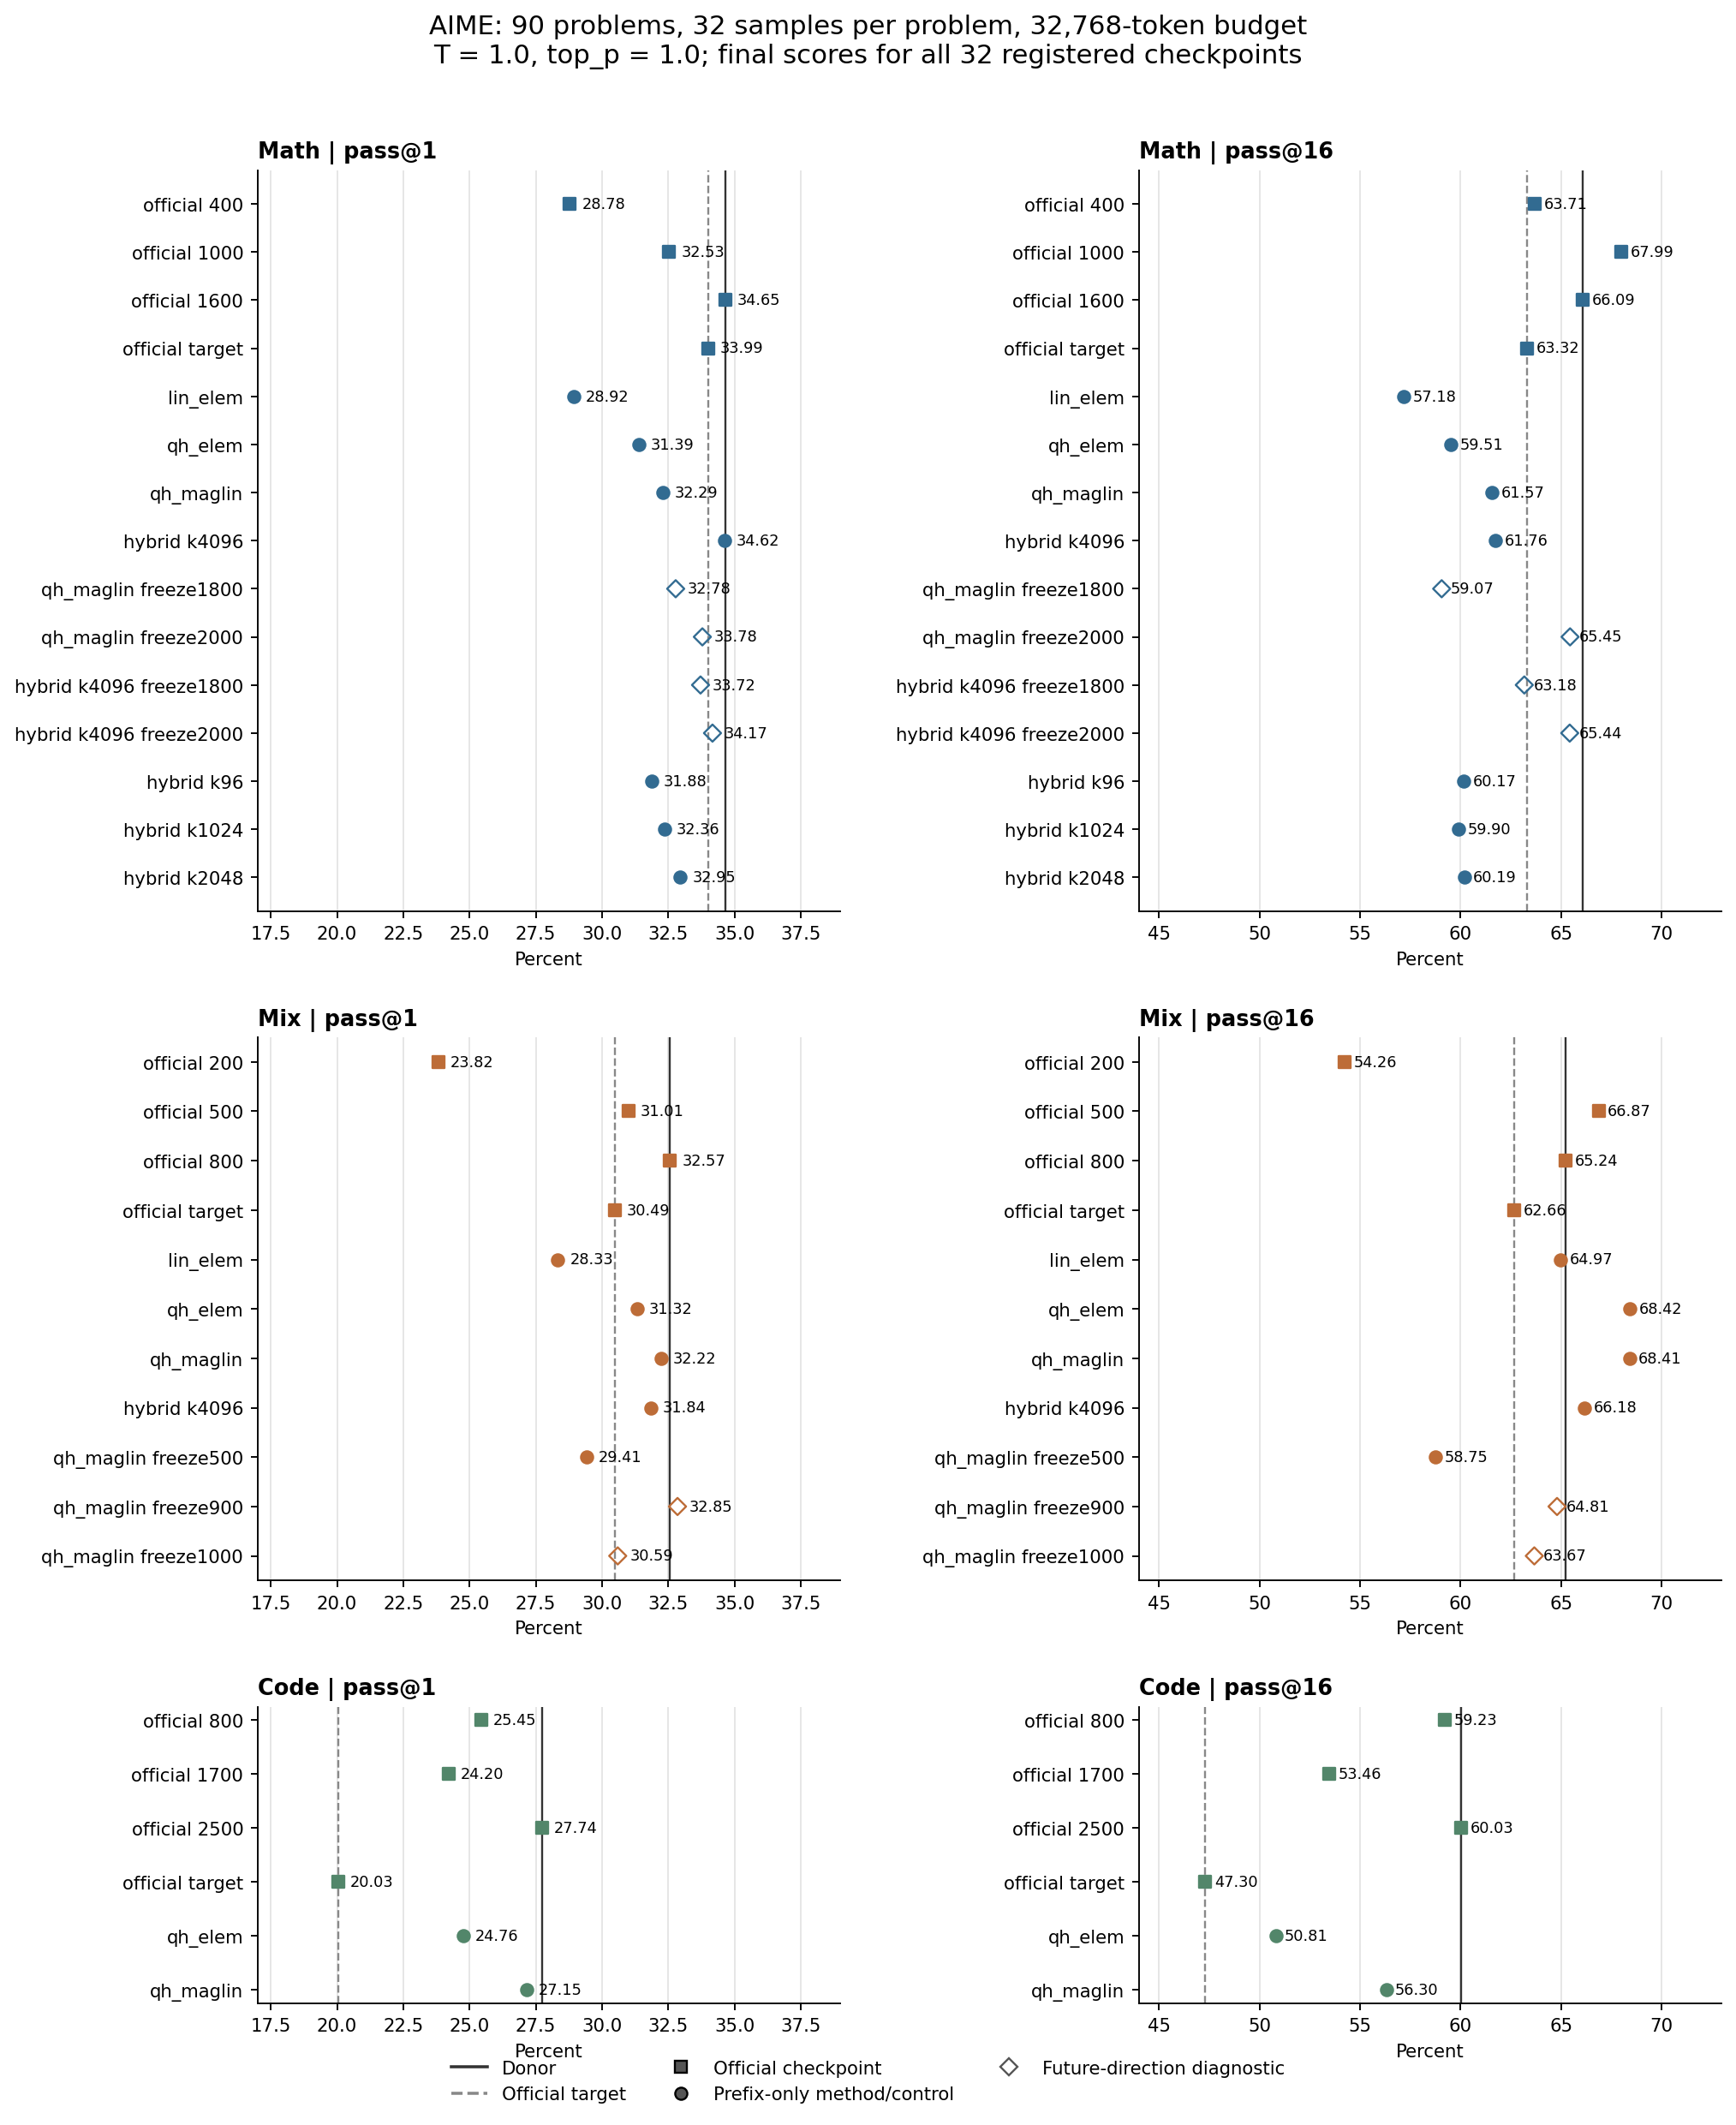 AIME: 90 problems, 32 samples per problem, 32,768-token budget
T = 1.0, top_p = 1.0; final scores for all 32 registered checkpoints
Math | pass@1
official 400 28.78
official 1000 32.53
official 1600 34.65
official target 33.99
lin_elem 28.92
qh_elem 31.39
qh_maglin 32.29
hybrid k4096 34.62
qh_maglin freeze1800 32.78
qh_maglin freeze2000 33.78
hybrid k4096 freeze1800 33.72
hybrid k4096 freeze2000 34.17
hybrid k96 31.88
hybrid k1024 32.36
hybrid k2048 32.95
17.5 20.0 22.5 25.0 27.5 30.0 32.5 35.0 37.5
Percent
Math | pass@16
official 400 63.71
official 1000 67.99
official 1600 66.09
official target 63.32
lin_elem 57.18
qh_elem 59.51
qh_maglin 61.57
hybrid k4096 61.76
qh_maglin freeze1800 59.07
qh_maglin freeze2000 65.45
hybrid k4096 freeze1800 63.18
hybrid k4096 freeze2000 65.44
hybrid k96 60.17
hybrid k1024 59.90
hybrid k2048 60.19
45 50 55 60 65 70
Percent
Mix | pass@1
official 200 23.82
official 500 31.01
official 800 32.57
official target 30.49
lin_elem 28.33
qh_elem 31.32
qh_maglin 32.22
hybrid k4096 31.84
qh_maglin freeze500 29.41
qh_maglin freeze900 32.85
qh_maglin freeze1000 30.59
17.5 20.0 22.5 25.0 27.5 30.0 32.5 35.0 37.5
Percent
Mix | pass@16
official 200 54.26
official 500 66.87
official 800 65.24
official target 62.66
lin_elem 64.97
qh_elem 68.42
qh_maglin 68.41
hybrid k4096 66.18
qh_maglin freeze500 58.75
qh_maglin freeze900 64.81
qh_maglin freeze1000 63.67
45 50 55 60 65 70
Percent
Code | pass@1
official 800 25.45
official 1700 24.20
official 2500 27.74
official target 20.03
qh_elem 24.76
qh_maglin 27.15
17.5 20.0 22.5 25.0 27.5 30.0 32.5 35.0 37.5
Percent
Code | pass@16
official 800 59.23
official 1700 53.46
official 2500 60.03
official target 47.30
qh_elem 50.81
qh_maglin 56.30
45 50 55 60 65 70
Percent
Donor
Official target
Official checkpoint
Prefix-only method/control
Future-direction diagnostic